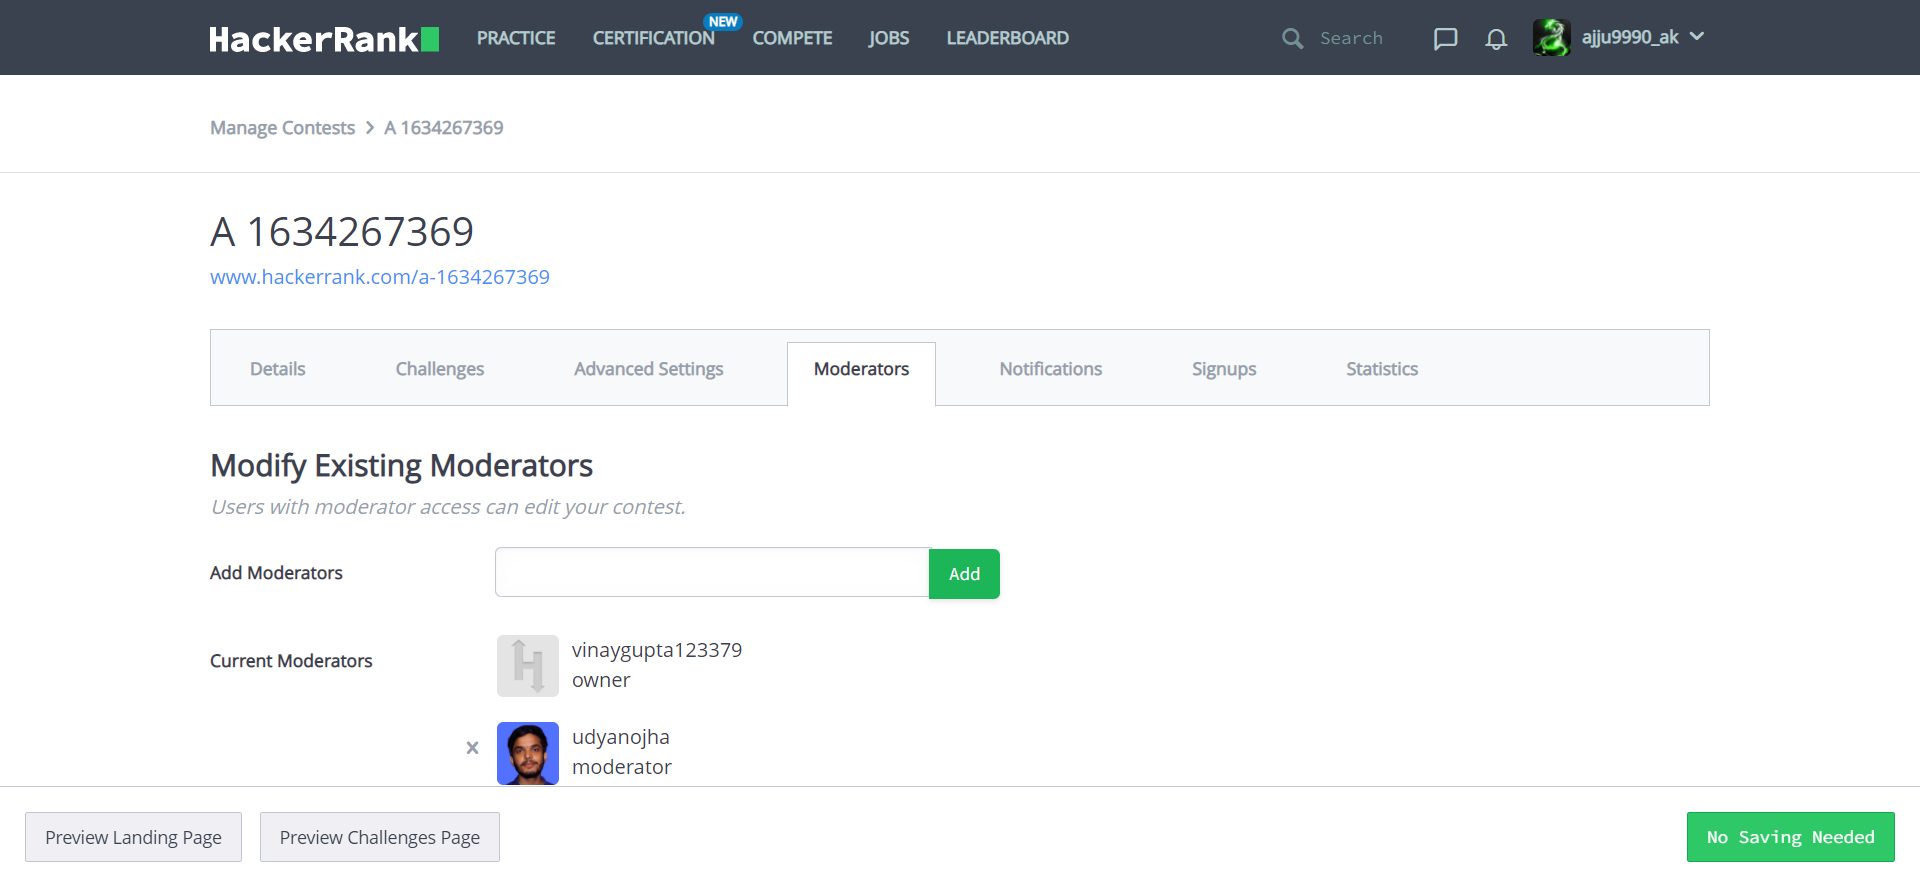 HackerRank
PRACTICE
CERTIFICATION
NEW
COMPETE
JOBS
LEADERBOARD
Search
ajju9990_ak
Manage Contests > A 1634267369
A 1634267369
www.hackerrank.com/a-1634267369
Details
Challenges
Advanced Settings
Moderators
Notifications
Signups
Statistics
Modify Existing Moderators
Users with moderator access can edit your contest.
Add Moderators
Add
Current Moderators
vinaygupta123379
owner
x
udyanojha
moderator
Preview Landing Page
Preview Challenges Page
No Saving Needed